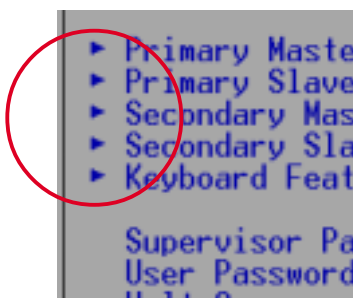 Primary Maste
Primary Slave
Secondary Mas
Secondary Sla
Keyboard Feat
Supervisor Pa
User Password